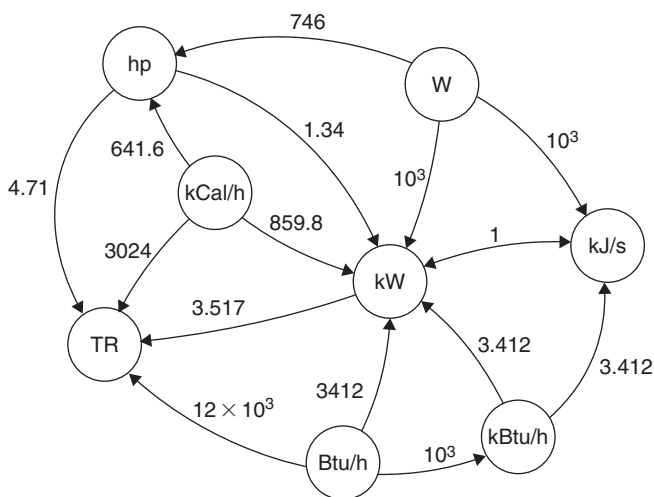 746
hp
W
1.34
10³
641.6
4.71
kCal/h
10³
859.8
3024
1
kJ/s
kW
3.517
TR
3.412
3.412
12 × 10³
3412
kBtu/h
Btu/h
10³